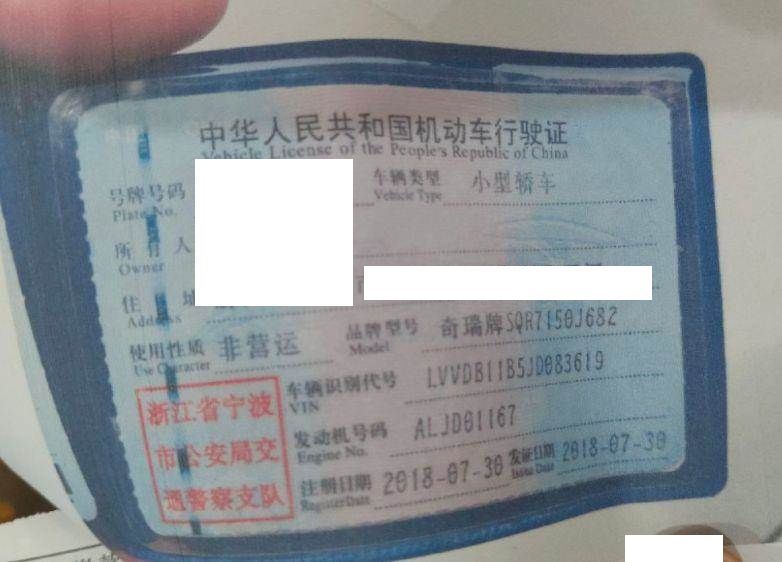 中华人民共和国机动车行驶证
Vehicle License of the People's Republic of China
号牌号码 车辆类型 小型轿车
Plate No. Vehicle Type
所有人
Owner
住 址
Address
使用性质 非营运 品牌型号 奇瑞牌SQR7150J682
Use Character Model
车辆识别代号 LVVDB11B5JD083619
VIN
发动机号码 ALJD01167
Engine No.
注册日期 2018-07-30 发证日期 2018-07-30
Register Date Issue Date
浙江省宁波
市公安局交
通警察支队